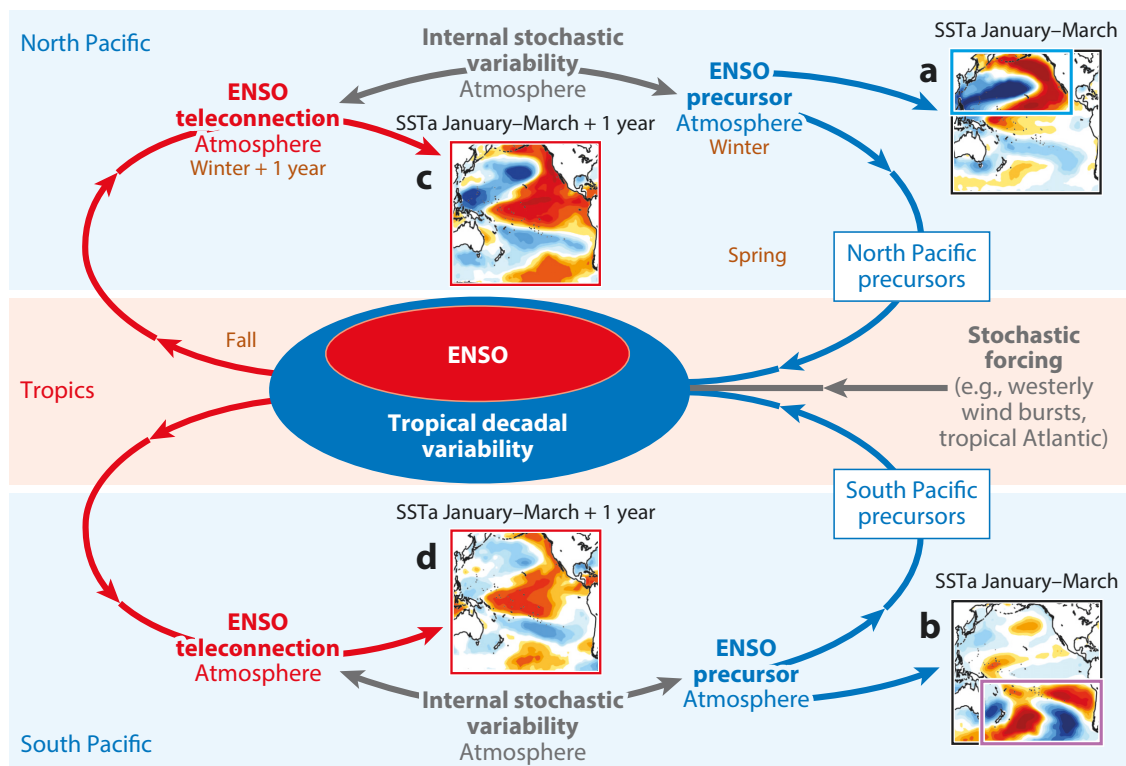 North Pacific
Internal stochastic
variability
Atmosphere
ENSO
teleconnection
Atmosphere
Winter + 1 year
SSTa January–March + 1 year
c
ENSO
precursor
Atmosphere
Winter
SSTa January–March
a
Spring
North Pacific
precursors
Fall
Tropics
ENSO
Tropical decadal
variability
Stochastic
forcing
(e.g., westerly
wind bursts,
tropical Atlantic)
South Pacific
precursors
SSTa January–March + 1 year
d
SSTa January–March
b
ENSO
teleconnection
Atmosphere
Internal stochastic
variability
Atmosphere
ENSO
precursor
Atmosphere
South Pacific